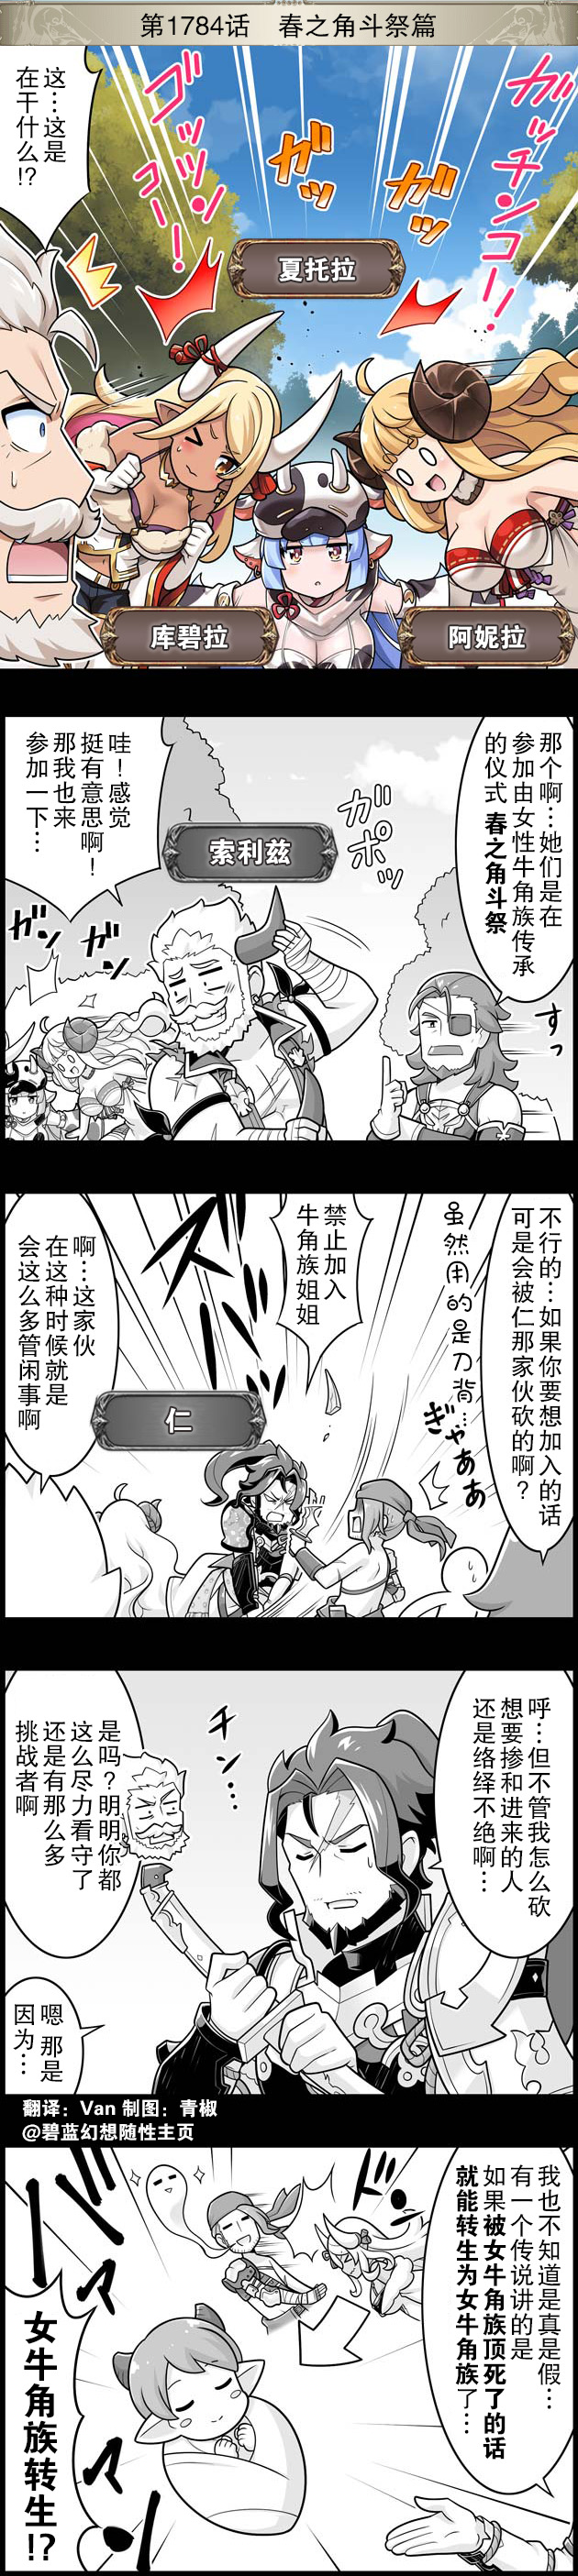 第1784话　春之角斗祭篇
ガッチンコー!!
ガッ
ガッ
ゴッツンコー!!
这…这是
在干什么!?
夏托拉
库碧拉
阿妮拉
那个啊…她们是在
参加由女性牛角族传承
的仪式 春之角斗祭
すっ
ガポッ
索利兹
哇！感觉
挺有意思啊！
那我也来
参加一下…
ガン
ガン
不行的…如果你要想加入的话
可是会被仁那家伙砍的啊？
虽然用的是刀背…
ぎゃあああ
禁止加入
牛角族姐姐
啊…这家伙
在这种时候就是
会这么多管闲事啊
仁
呼…但不管我怎么砍
想要掺和进来的人
还是络绎不绝啊…
チン…
是吗？明明你都
这么尽力看守了
还是有那么多
挑战者啊
嗯 那是
因为…
翻译：Van 制图：青椒
@碧蓝幻想随性主页
我也不知道是真是假…
有一个传说讲的是
如果被女牛角族顶死了的话
就能转生为女牛角族了…
ドッ
オギャマー
女牛角族转生!?